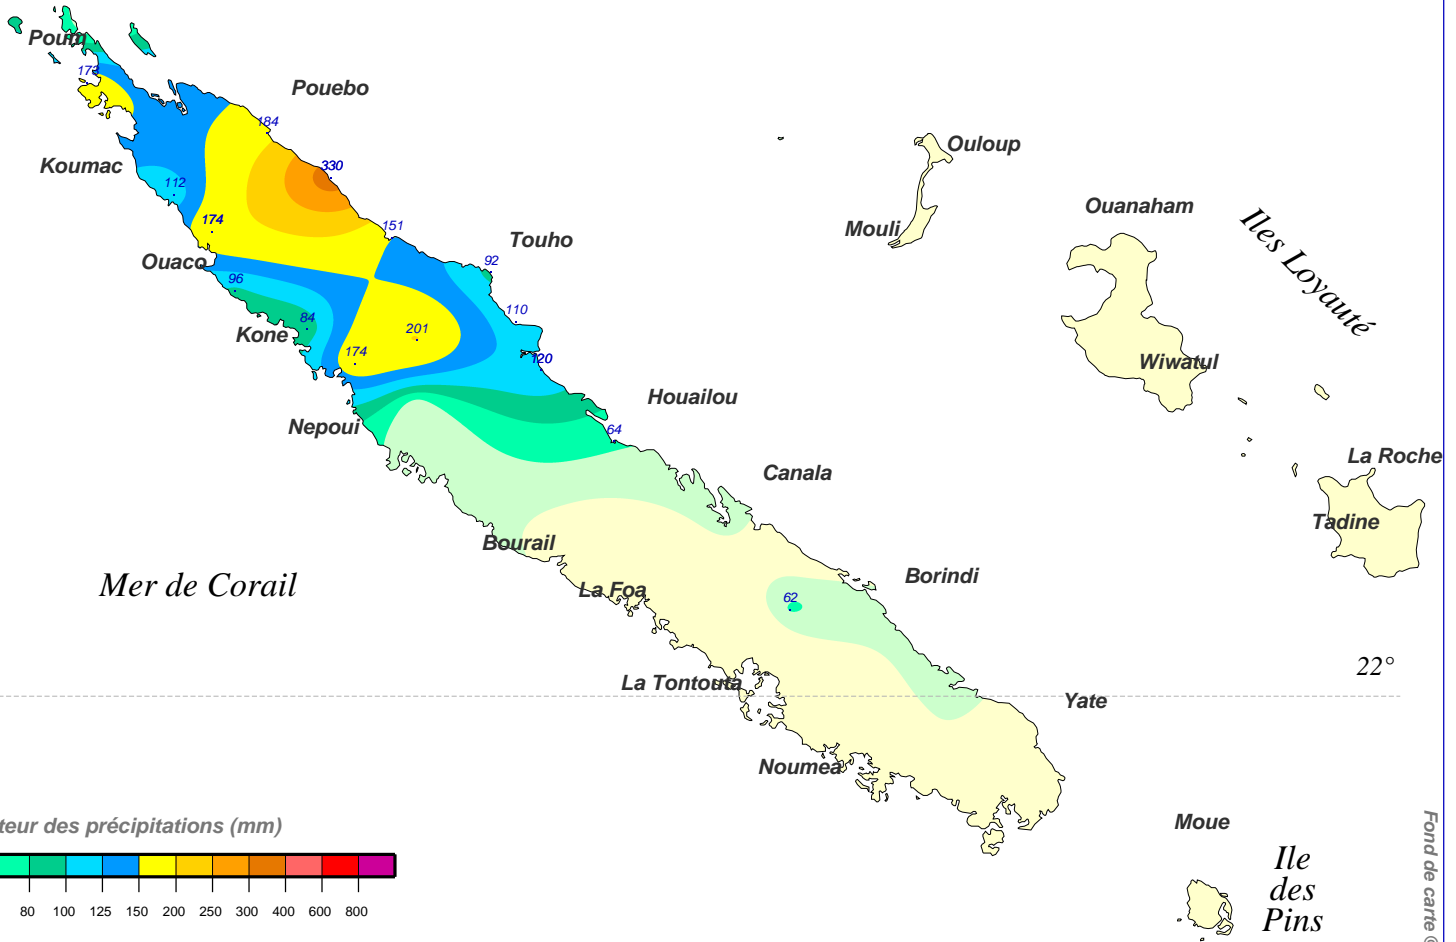 Poum
173
Pouebo
184
Ouloup
330
Koumac
112
Ouanaham
174
151
Mouli
Iles Loyauté
Touho
Ouaco
92
96
110
84
Kone
201
174
120
Wiwatul
Houailou
Nepoui
64
La Roche
Canala
Tadine
Bourail
Mer de Corail
Borindi
La Foa
62
22°
La Tontouta
Yate
Noumea
Moue
teur des précipitations (mm)
80 100 125 150 200 250 300 400 600 800
Ile
des
Pins
Fond de carte ©